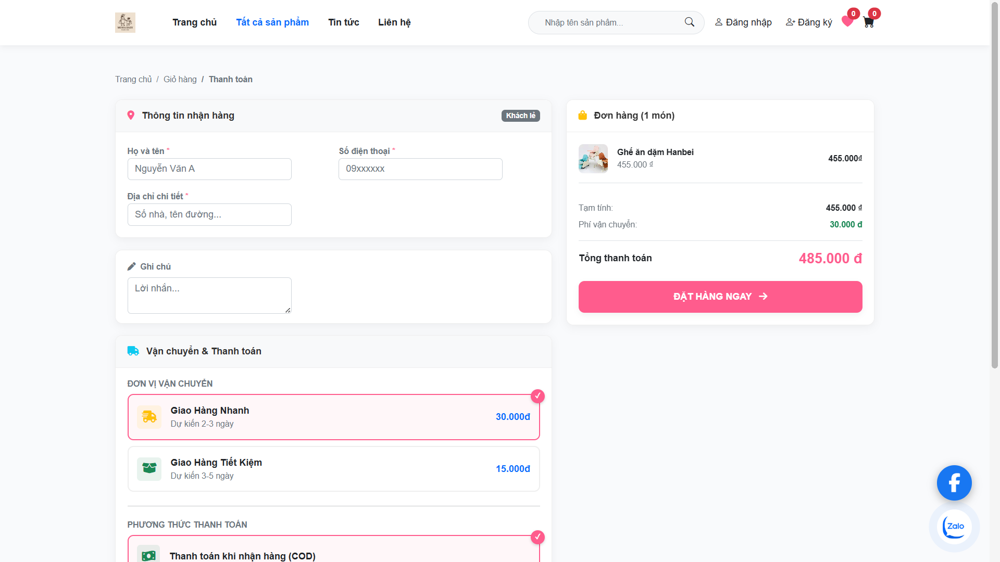 MOM & BABY
Trang chủ
Tất cả sản phẩm
Tin tức
Liên hệ
Nhập tên sản phẩm...
Đăng nhập
Đăng ký
0
0
Trang chủ / Giỏ hàng / Thanh toán
Thông tin nhận hàng
Khách lẻ
Họ và tên *
Nguyễn Văn A
Số điện thoại *
09xxxxxx
Địa chỉ chi tiết *
Số nhà, tên đường...
Ghi chú
Lời nhắn...
Vận chuyển & Thanh toán
ĐƠN VỊ VẬN CHUYỂN
Giao Hàng Nhanh
Dự kiến 2-3 ngày
30.000đ
Giao Hàng Tiết Kiệm
Dự kiến 3-5 ngày
15.000đ
PHƯƠNG THỨC THANH TOÁN
Thanh toán khi nhận hàng (COD)
Đơn hàng (1 món)
Ghế ăn dặm Hanbei
455.000 ₫
455.000₫
Tạm tính:
455.000 ₫
Phí vận chuyển:
30.000 đ
Tổng thanh toán
485.000 đ
ĐẶT HÀNG NGAY
Zalo